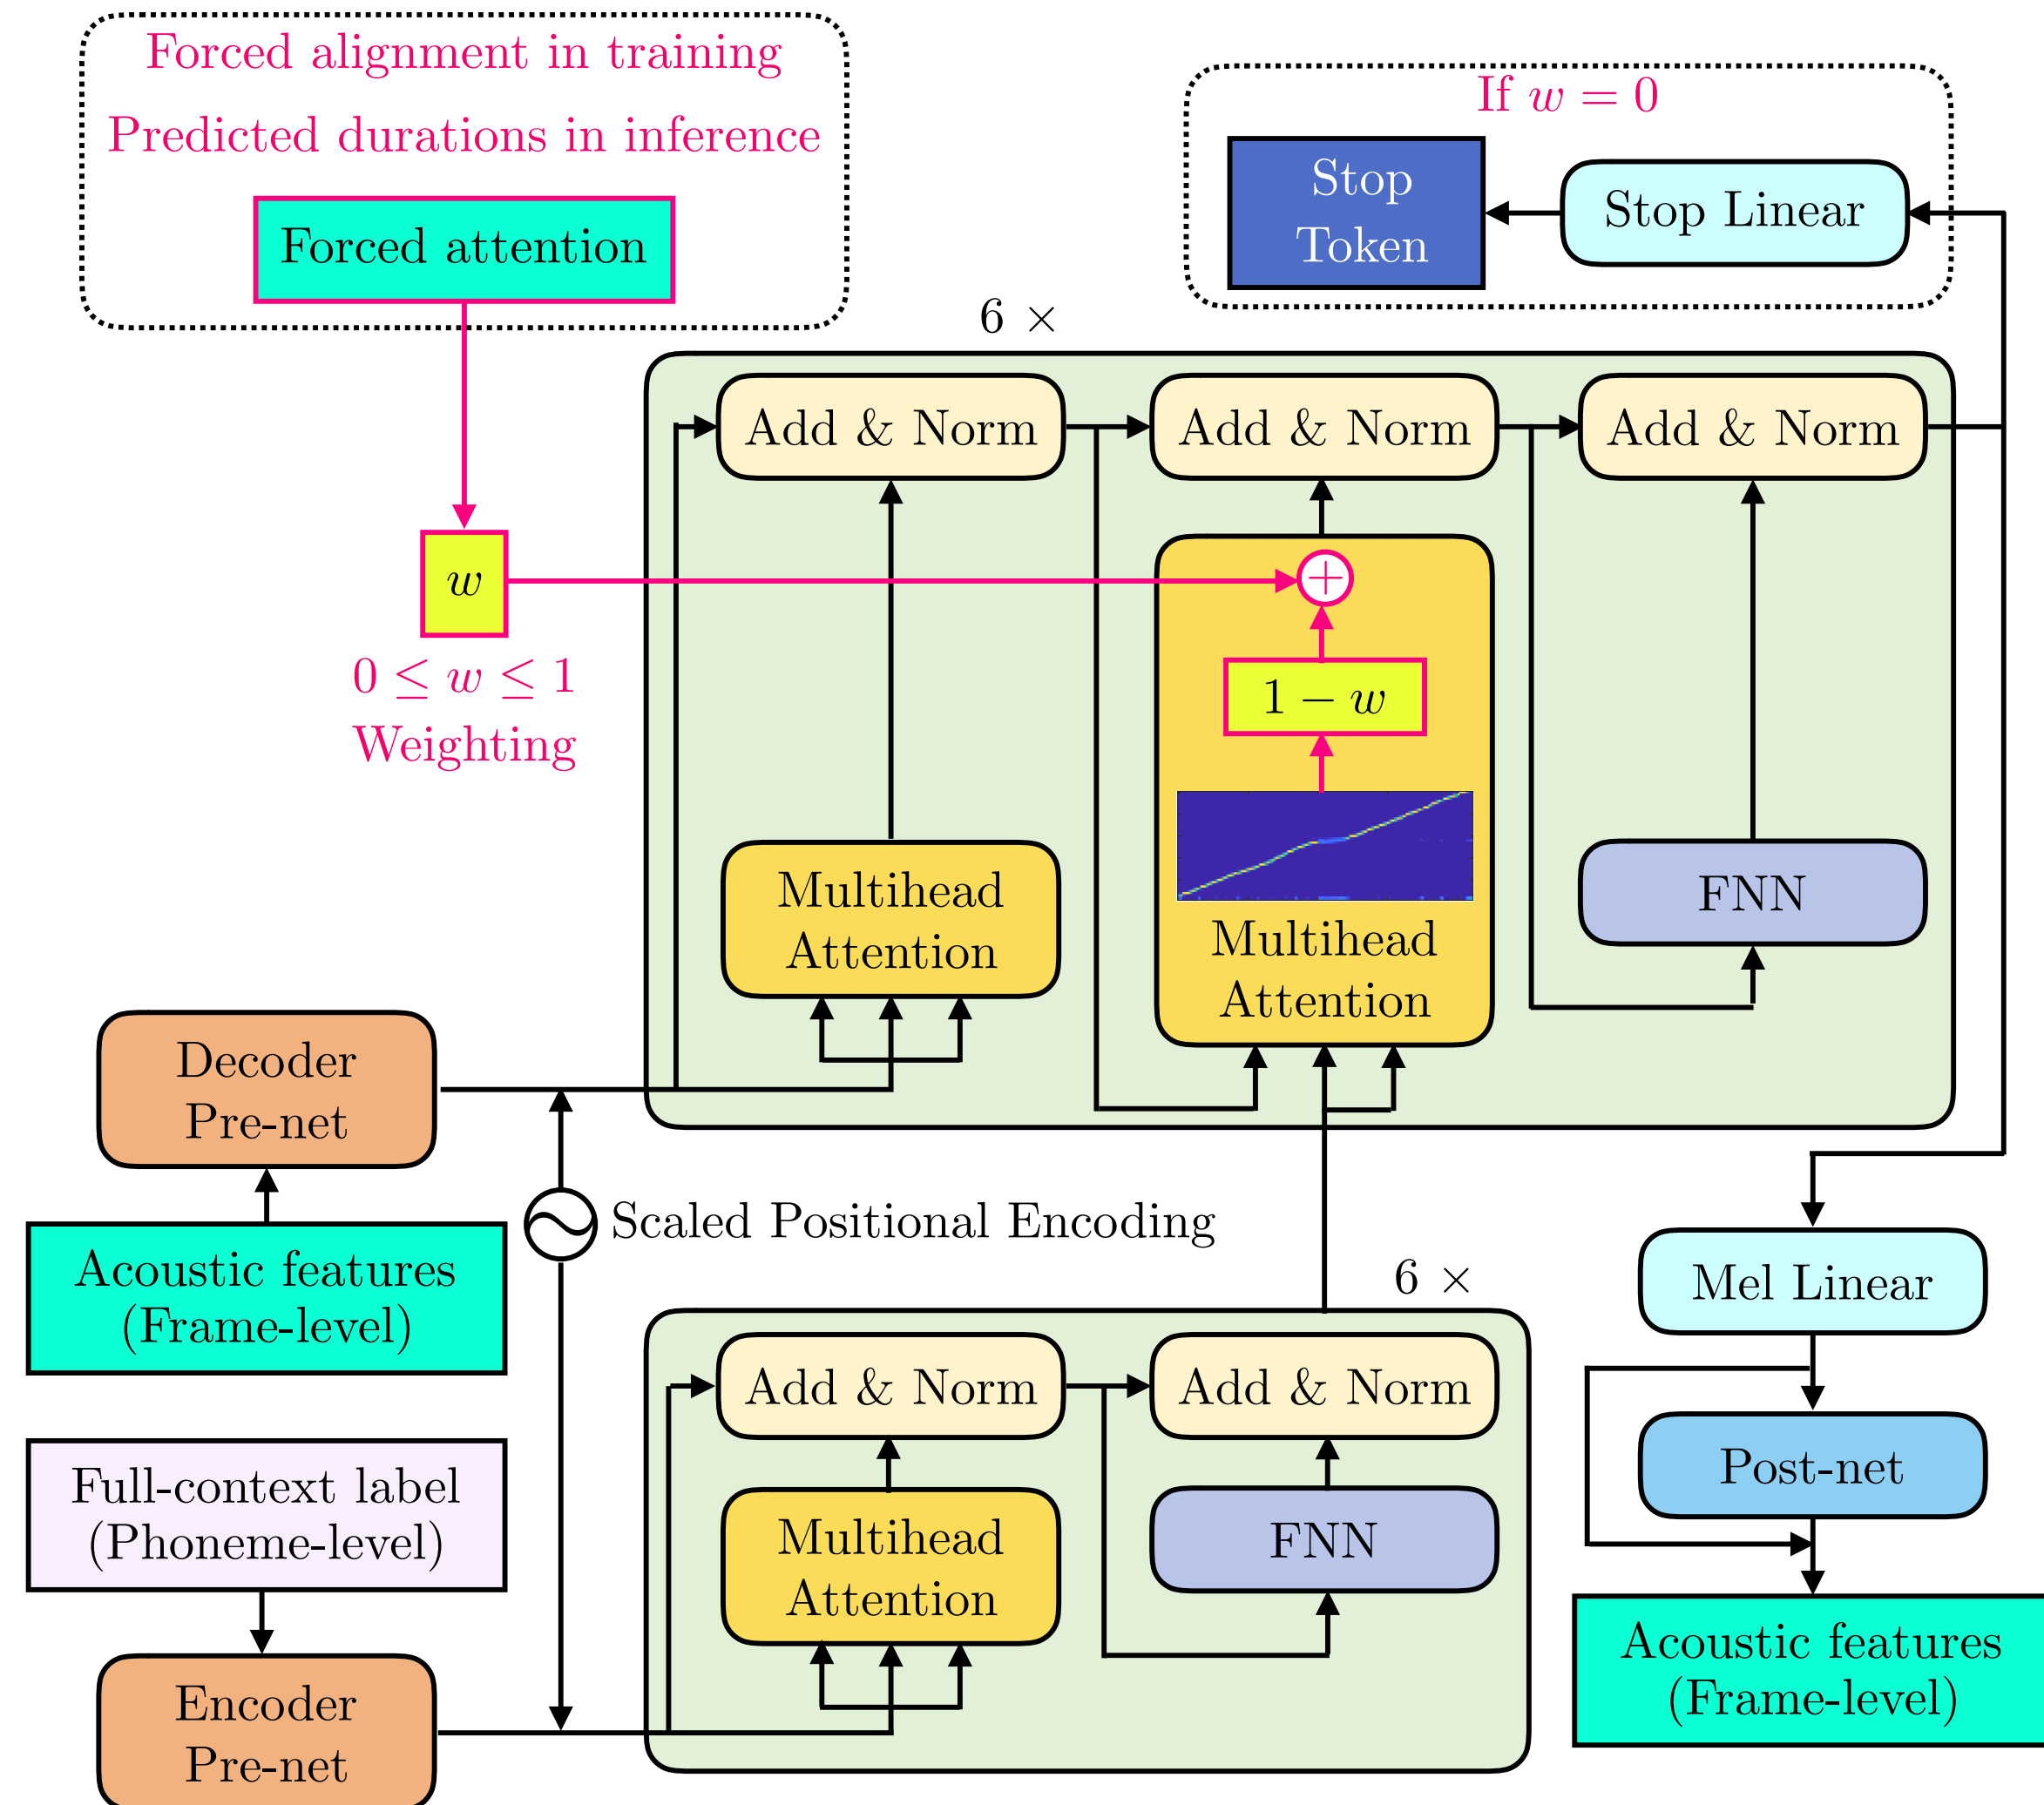 Forced alignment in training
Predicted durations in inference
Forced attention
If w = 0
Stop
Token
Stop Linear
6 ×
Add & Norm
Add & Norm
Add & Norm
w
0 ≤ w ≤ 1
Weighting
+
1 − w
Multihead
Attention
Multihead
Attention
FNN
Decoder
Pre-net
Acoustic features
(Frame-level)
Scaled Positional Encoding
6 ×
Add & Norm
Add & Norm
Multihead
Attention
FNN
Full-context label
(Phoneme-level)
Encoder
Pre-net
Mel Linear
Post-net
Acoustic features
(Frame-level)